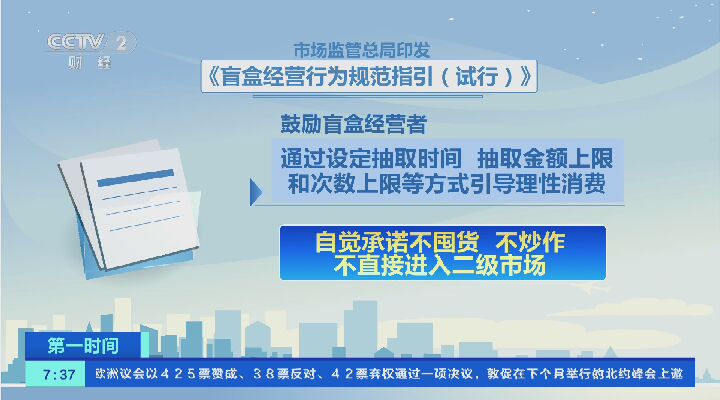 CCTV 2
财经
市场监管总局印发
《盲盒经营行为规范指引（试行）》
鼓励盲盒经营者
通过设定抽取时间 抽取金额上限
和次数上限等方式引导理性消费
自觉承诺不囤货 不炒作
不直接进入二级市场
第一时间
7:37 欧洲议会以425票赞成、38票反对、42票弃权通过一项决议，敦促在下个月举行的北约峰会上邀